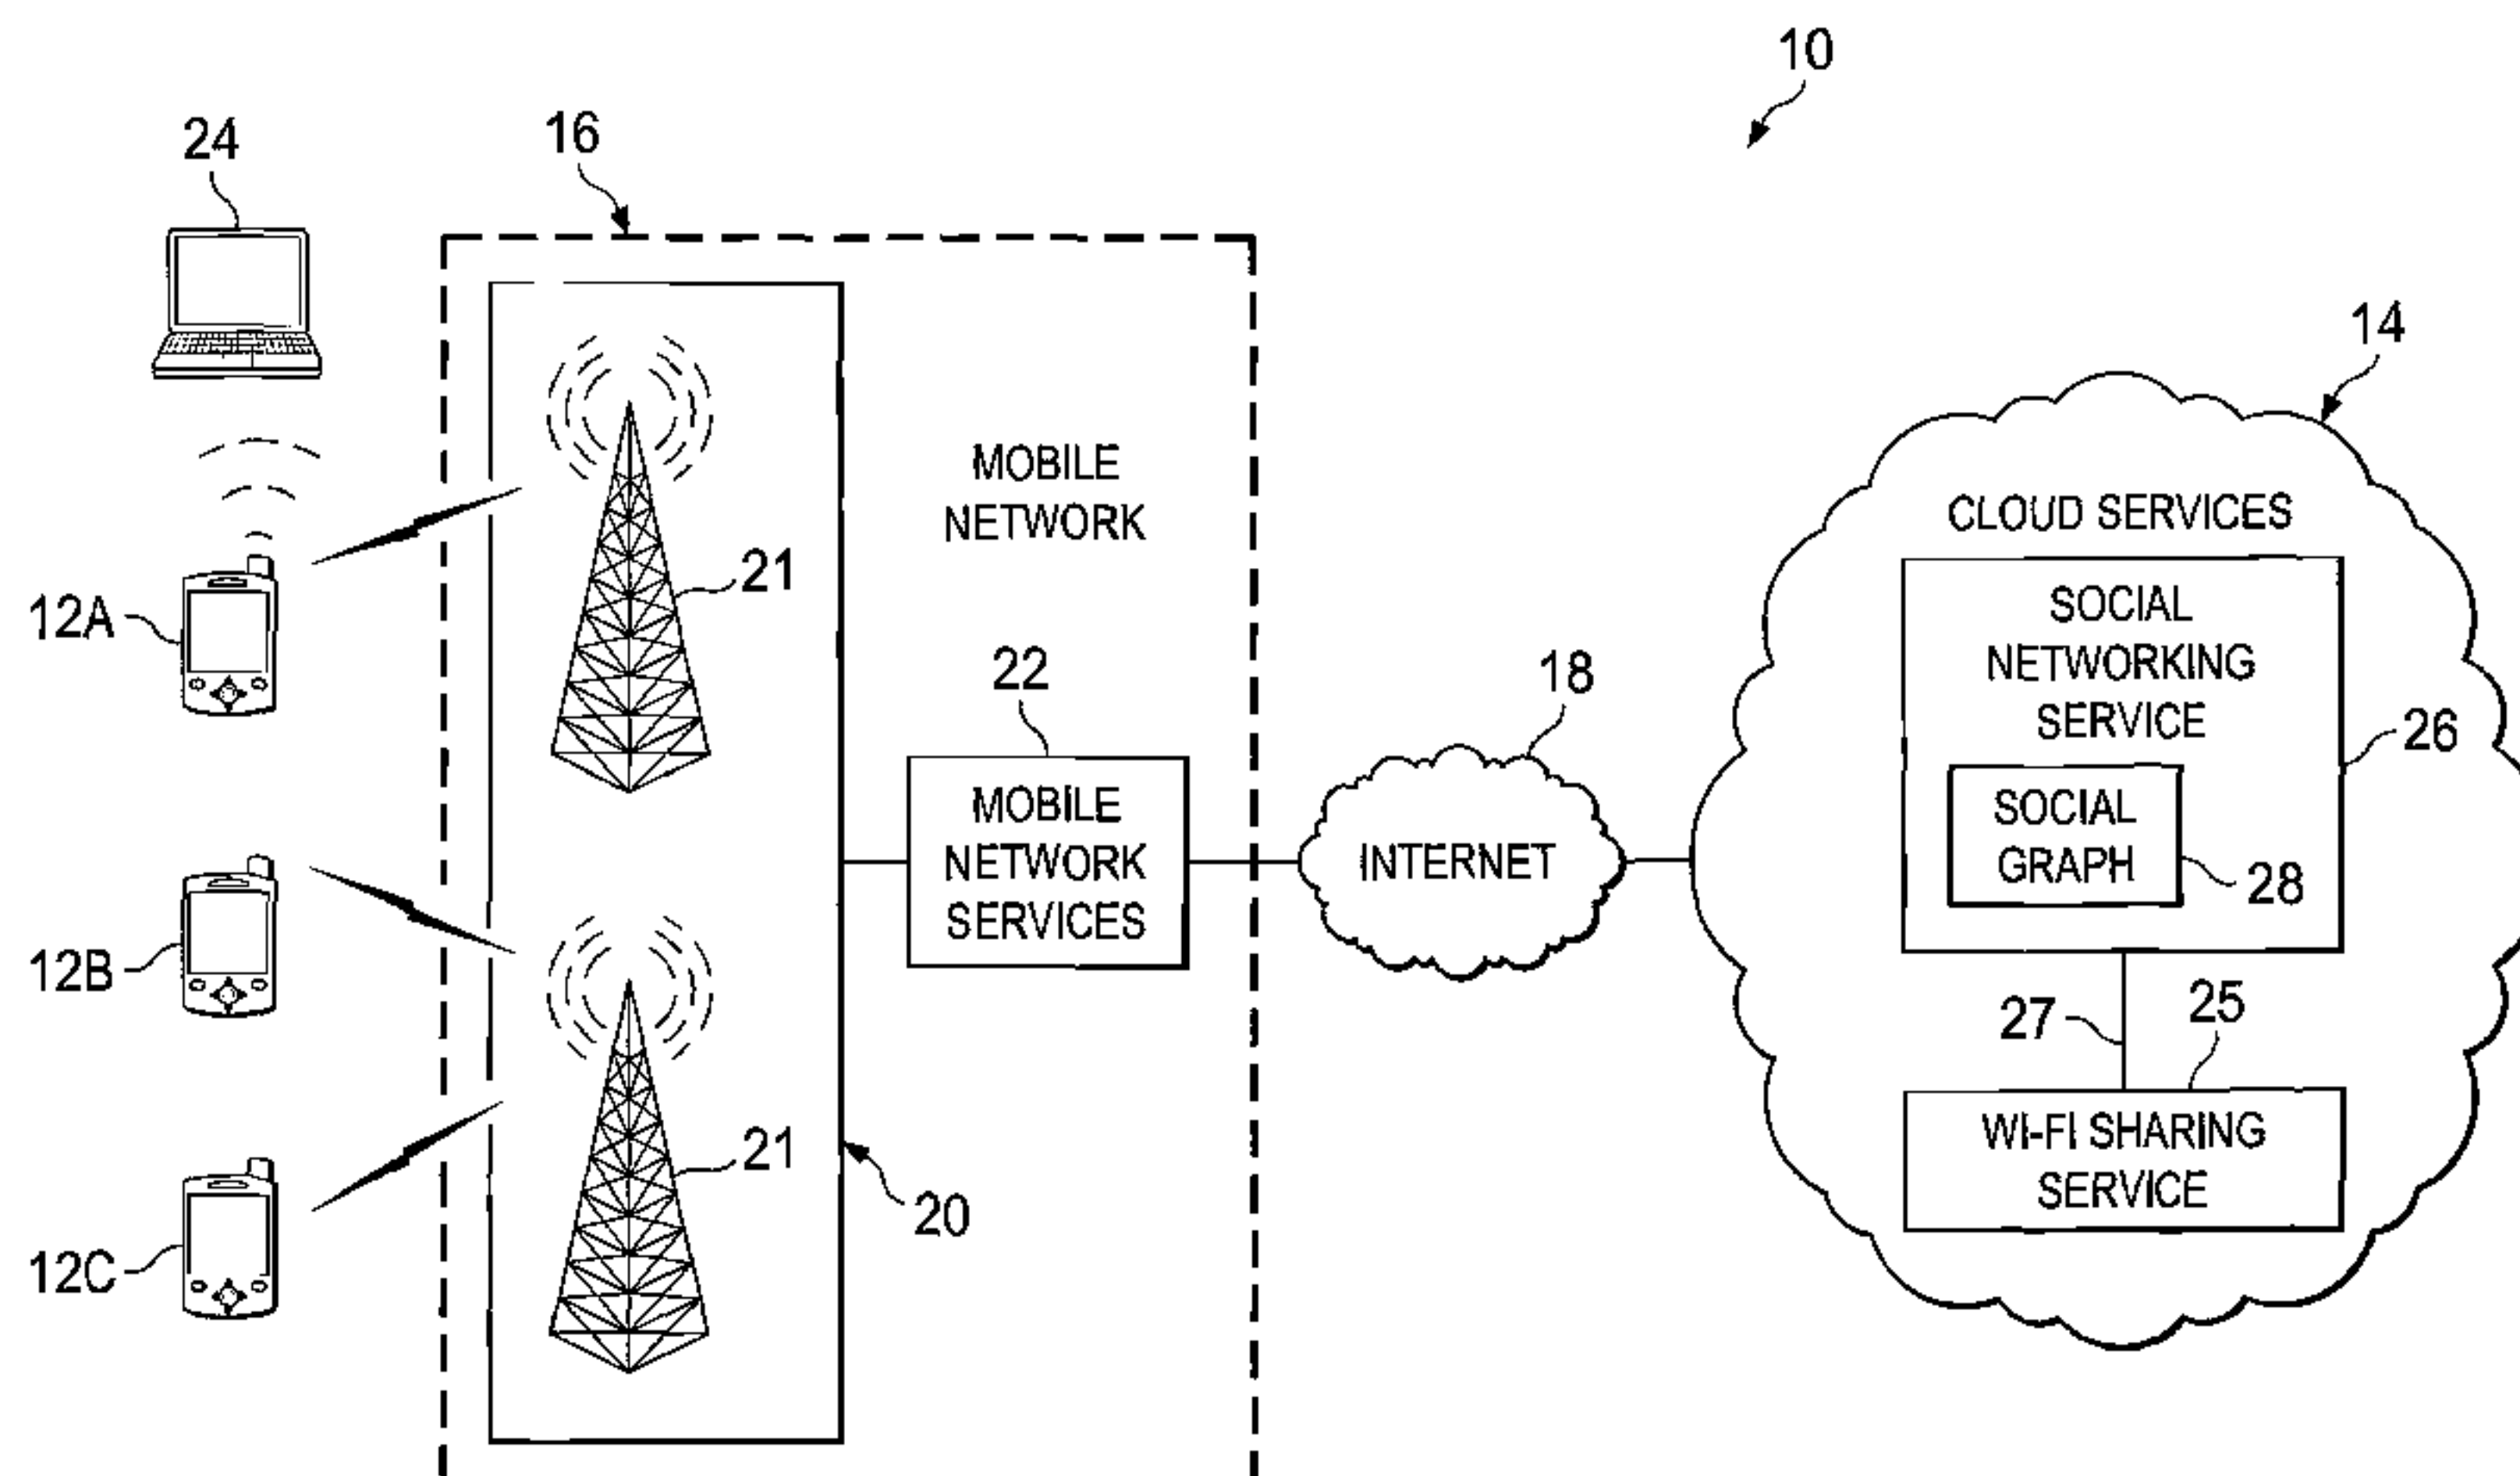 10
24
16
14
MOBILE
NETWORK
CLOUD SERVICES
12A
21
SOCIAL
NETWORKING
SERVICE
22
18
26
MOBILE
NETWORK
SERVICES
INTERNET
SOCIAL
GRAPH
28
12B
27
25
WI-FI SHARING
SERVICE
21
20
12C